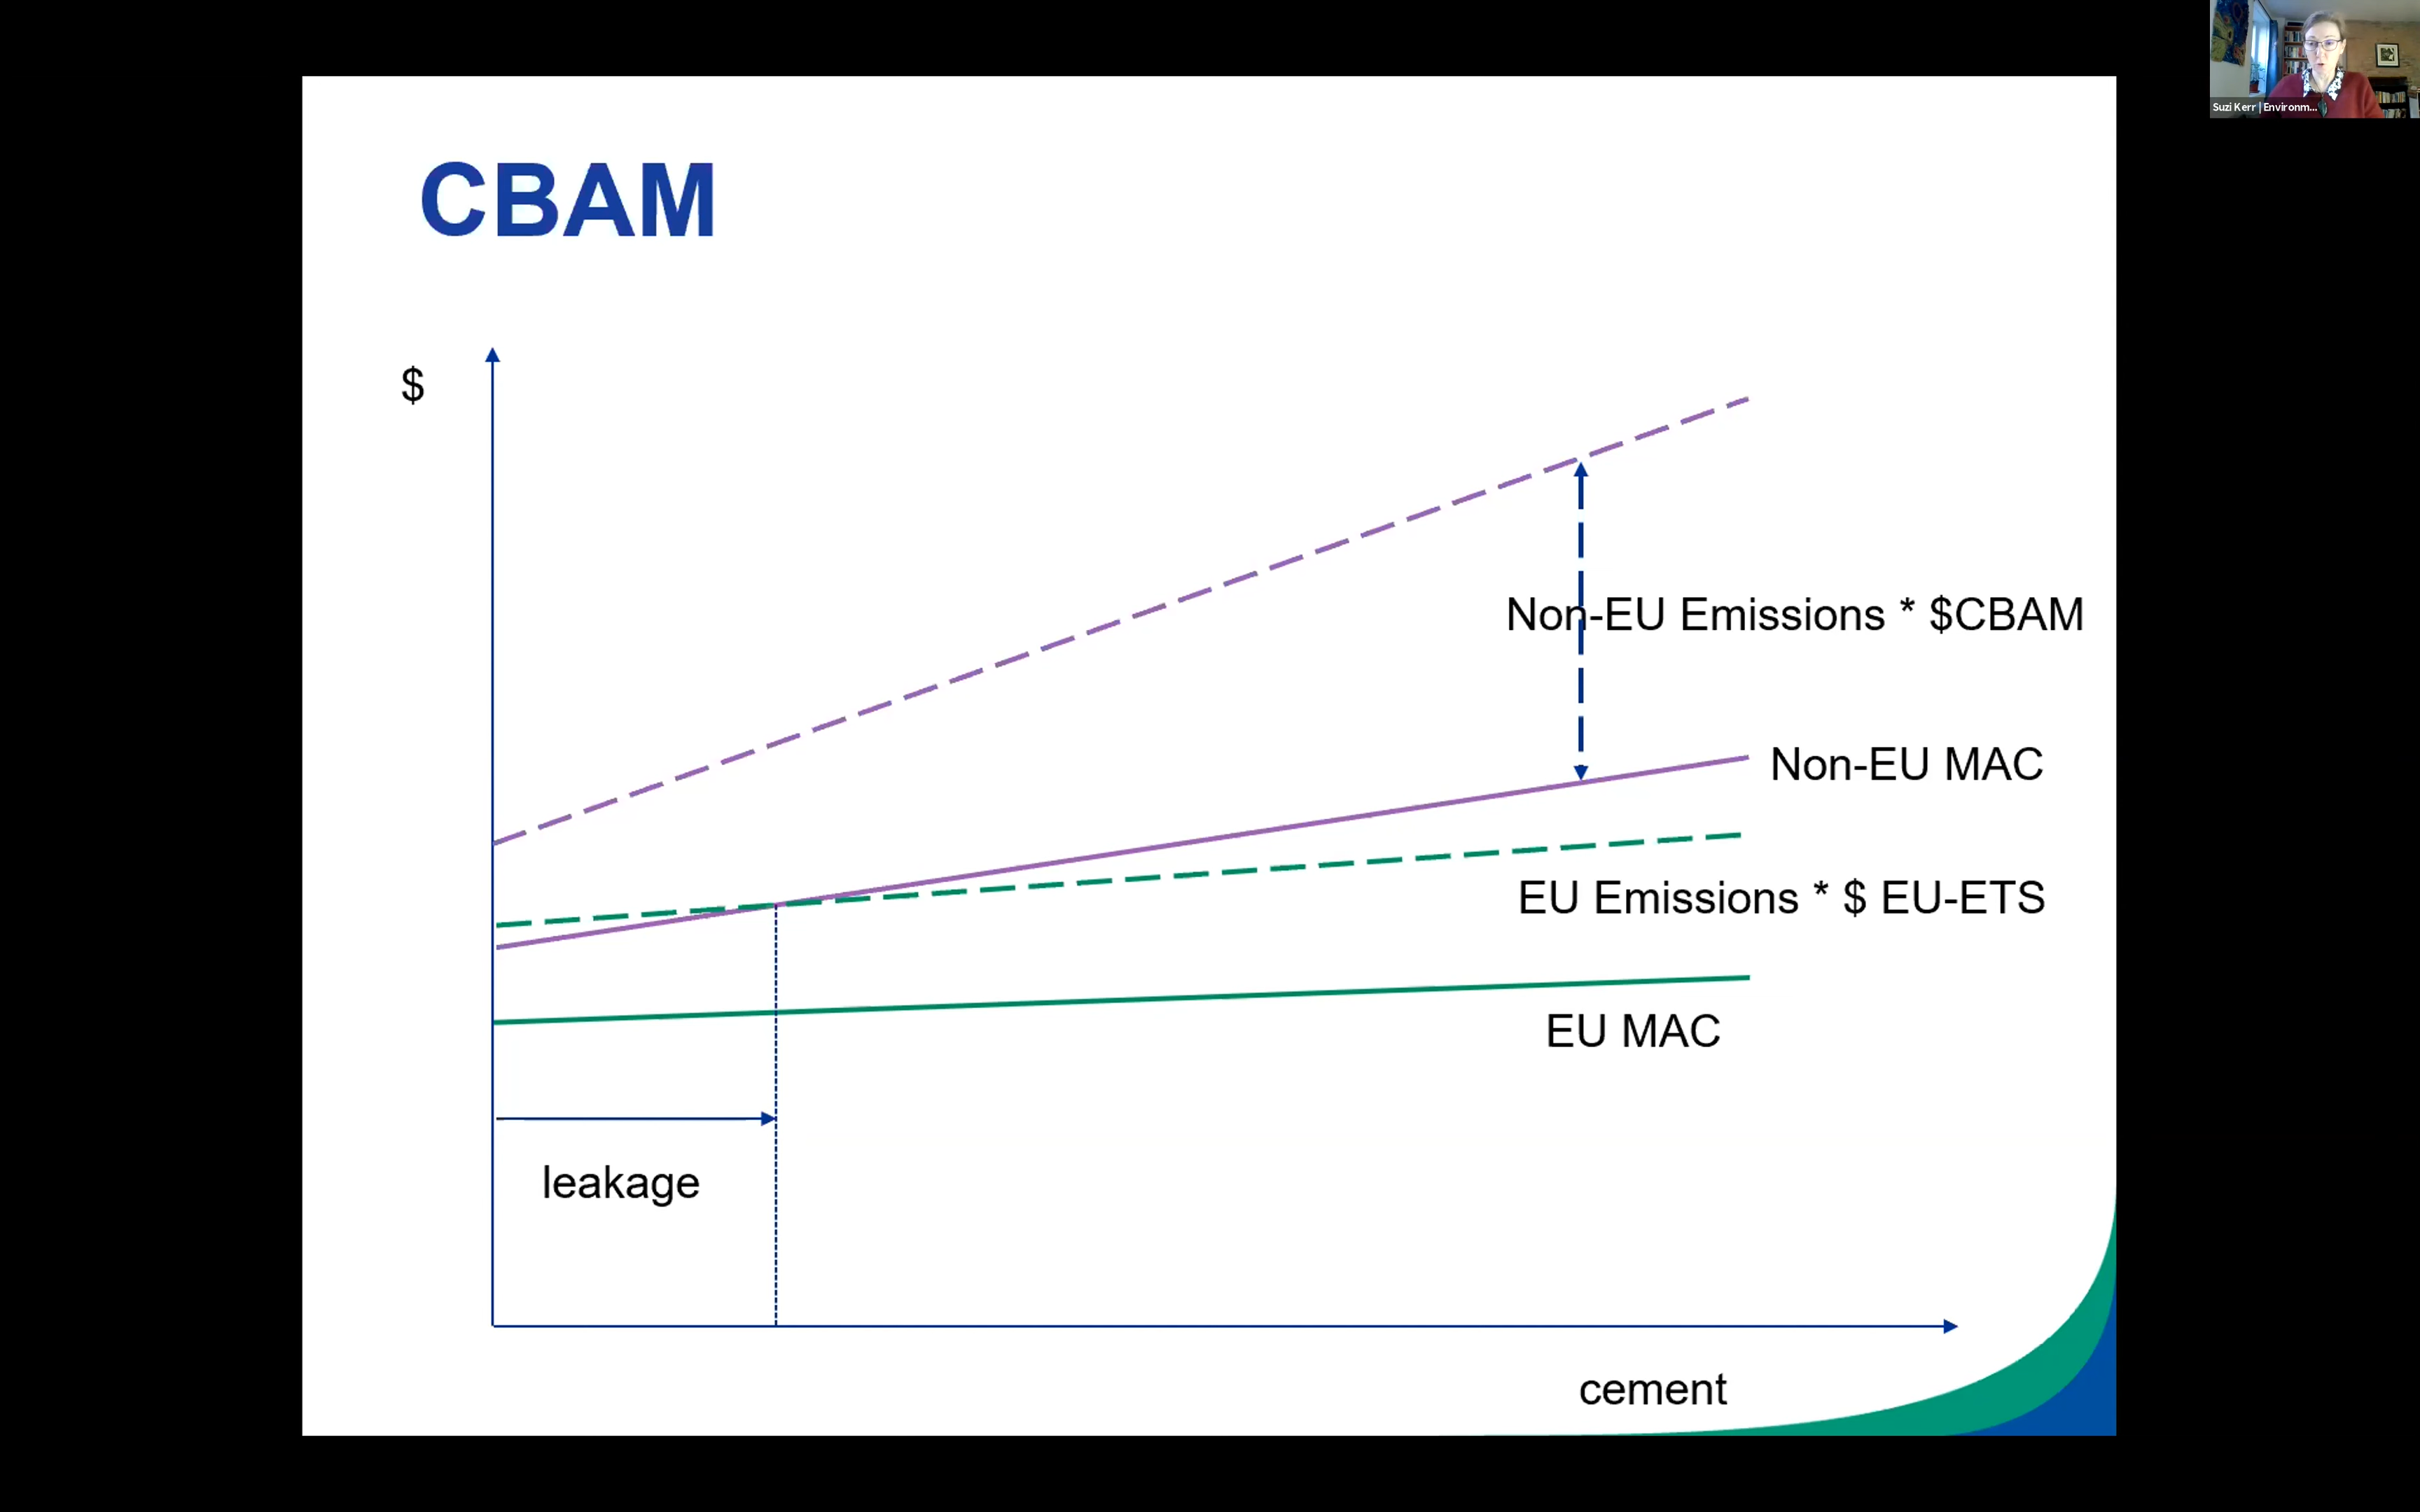 Suzi Kerr | Environm...
CBAM
$
Non-EU Emissions * $CBAM
Non-EU MAC
EU Emissions * $ EU-ETS
EU MAC
leakage
cement